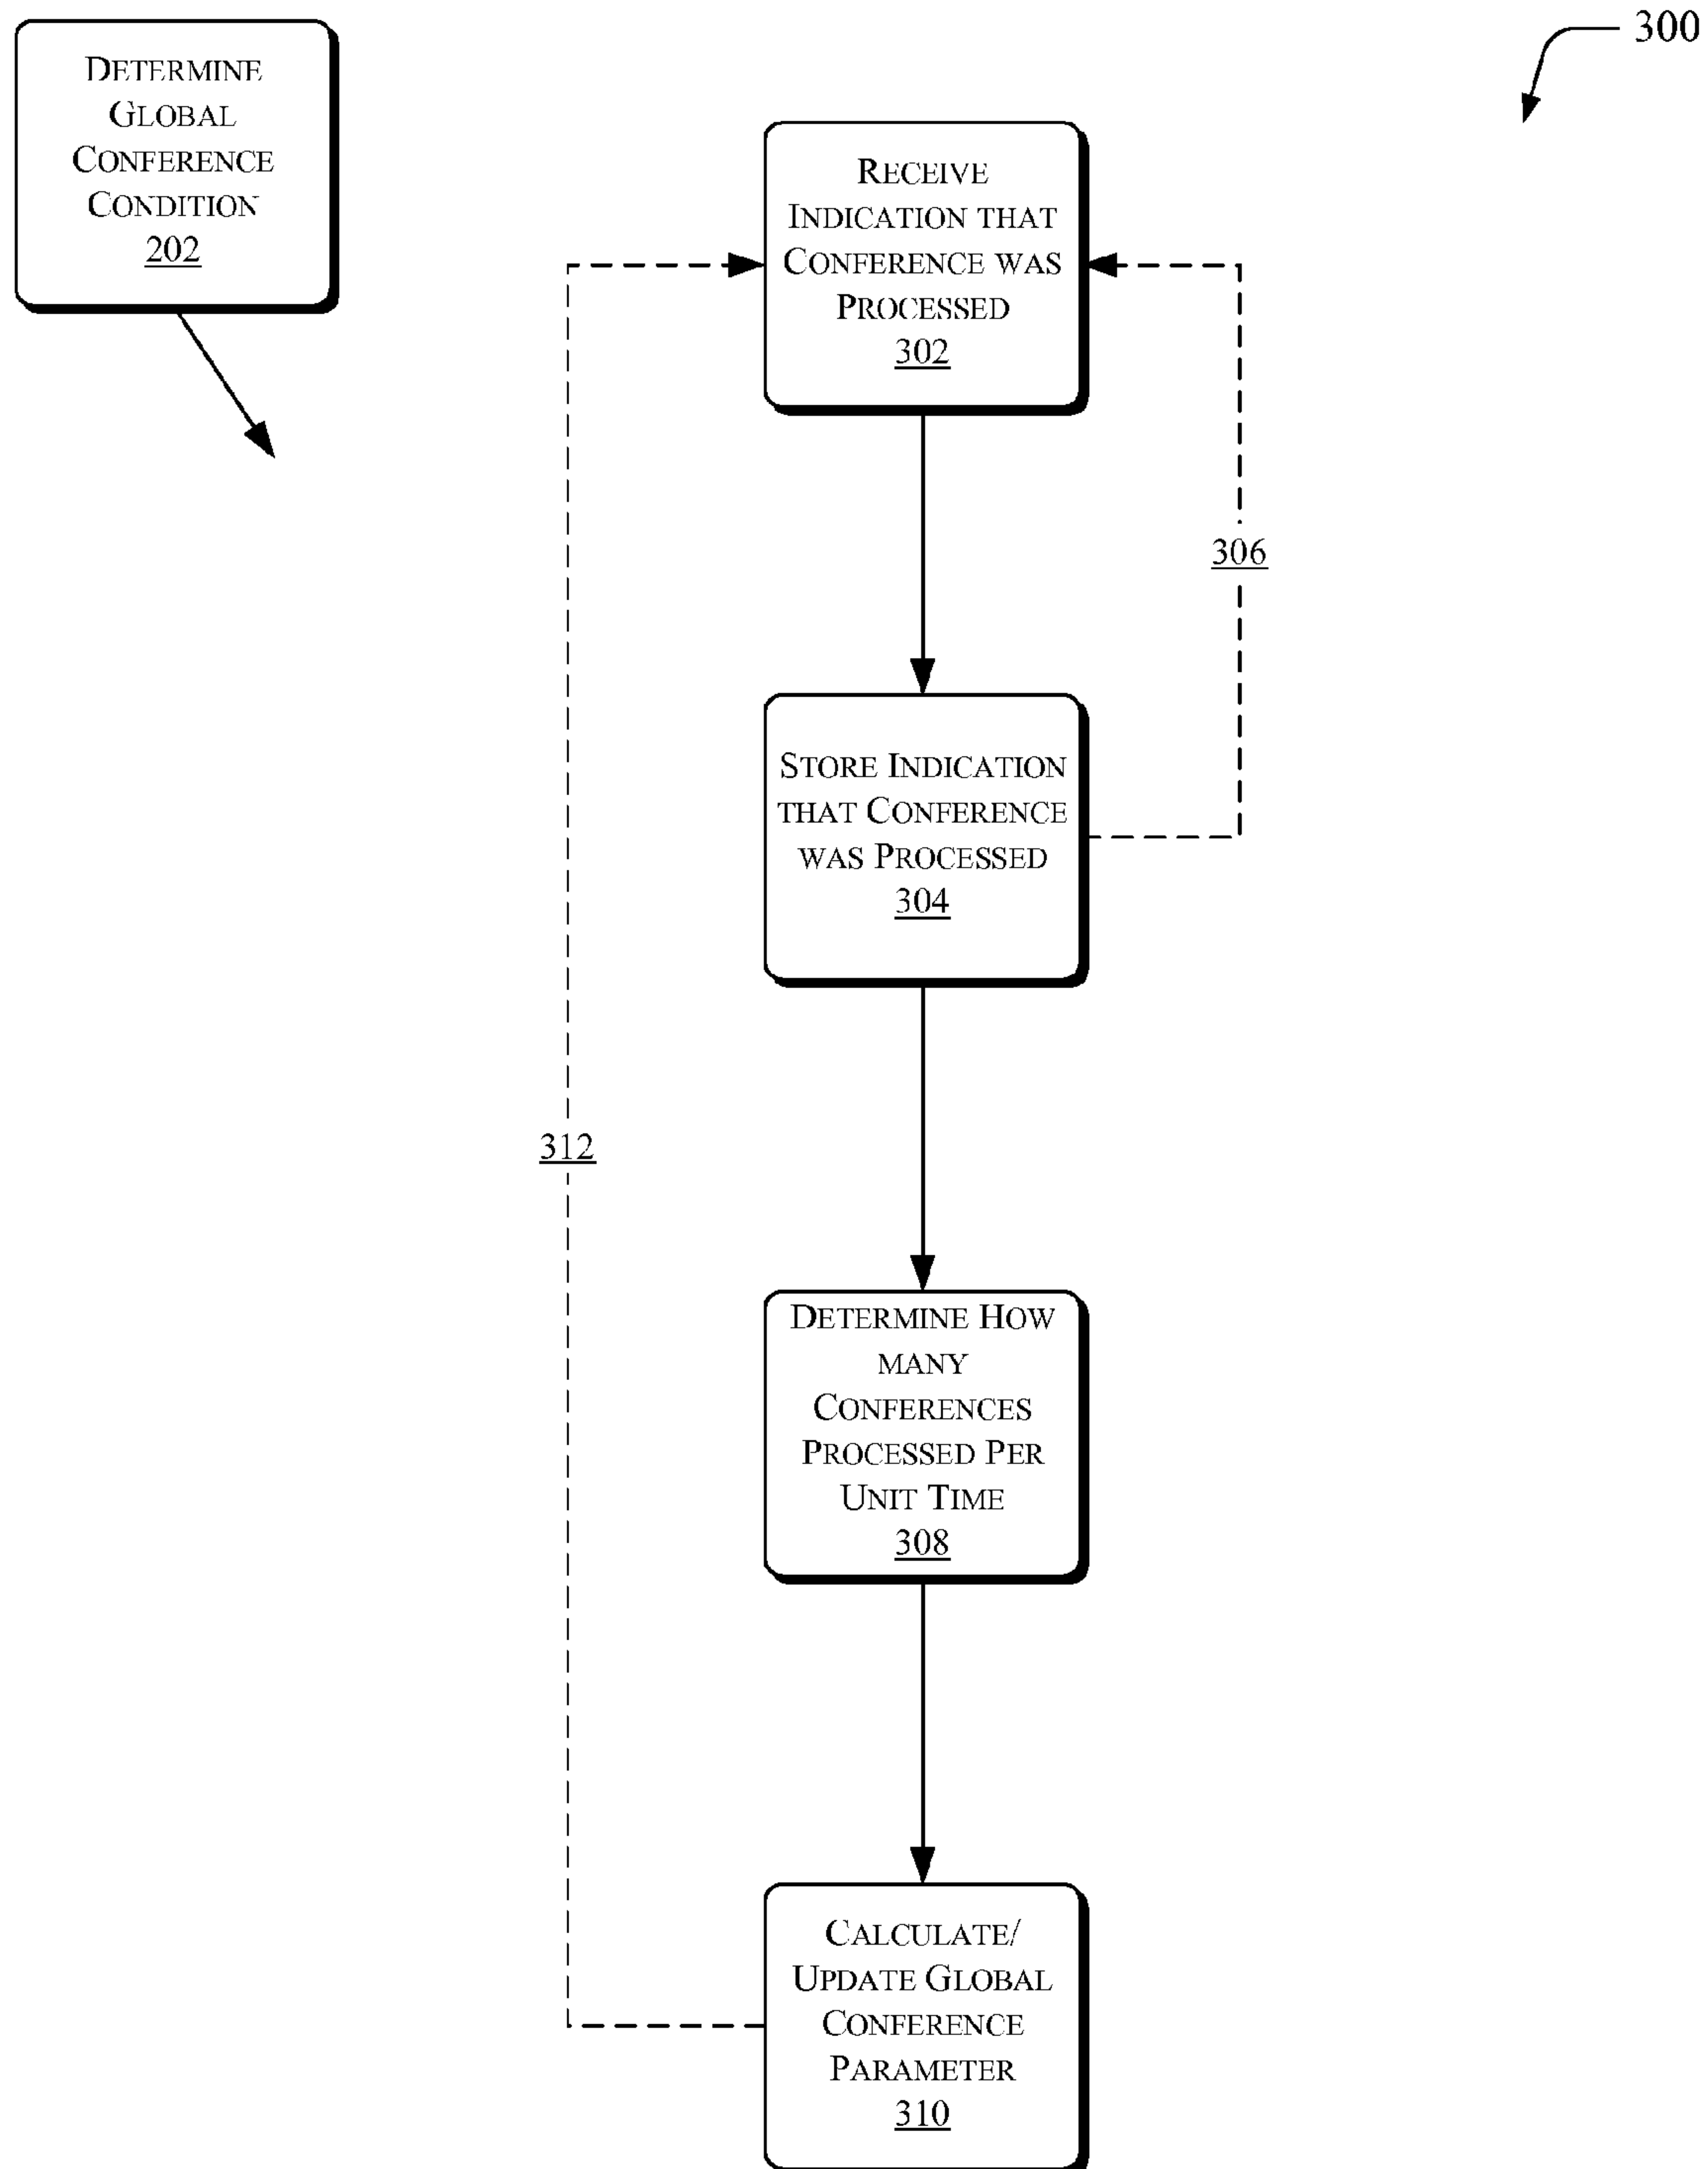 300
DETERMINE
GLOBAL
CONFERENCE
CONDITION
202
RECEIVE
INDICATION THAT
CONFERENCE WAS
PROCESSED
302
306
STORE INDICATION
THAT CONFERENCE
WAS PROCESSED
304
312
DETERMINE HOW
MANY
CONFERENCES
PROCESSED PER
UNIT TIME
308
CALCULATE/
UPDATE GLOBAL
CONFERENCE
PARAMETER
310